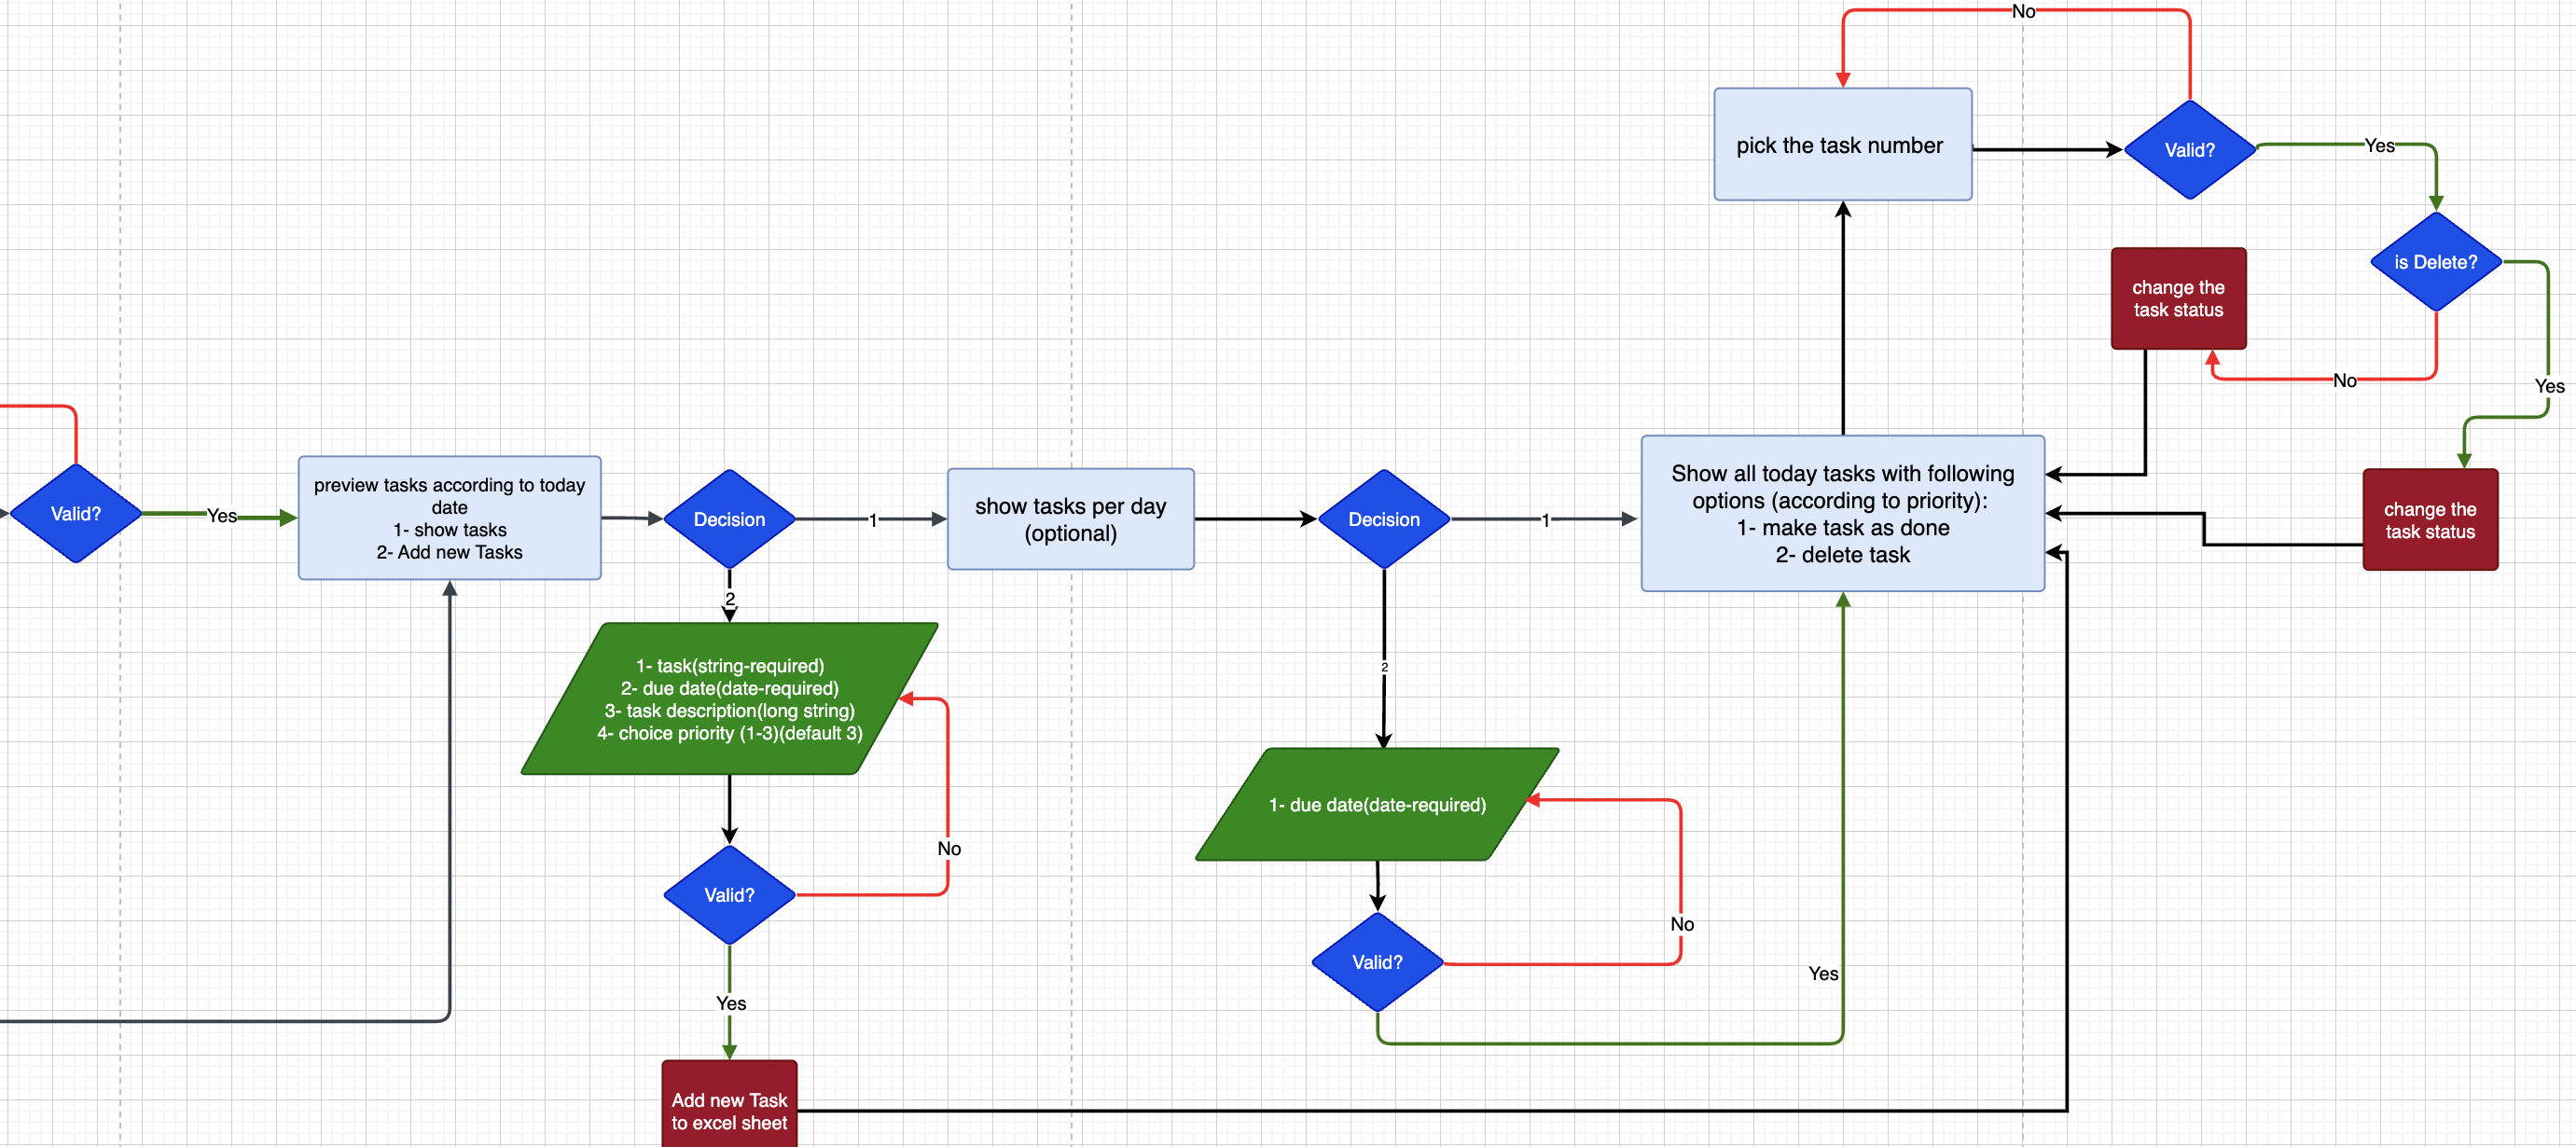 No
pick the task number
Valid?
Yes
is Delete?
change the
task status
No
Yes
Valid?
Yes
preview tasks according to today
date
1- show tasks
2- Add new Tasks
Decision
1
show tasks per day
(optional)
Decision
1
Show all today tasks with following
options (according to priority):
1- make task as done
2- delete task
change the
task status
2
1- task(string-required)
2- due date(date-required)
3- task description(long string)
4- choice priority (1-3)(default 3)
2
1- due date(date-required)
No
Valid?
No
Valid?
Yes
Yes
Add new Task
to excel sheet